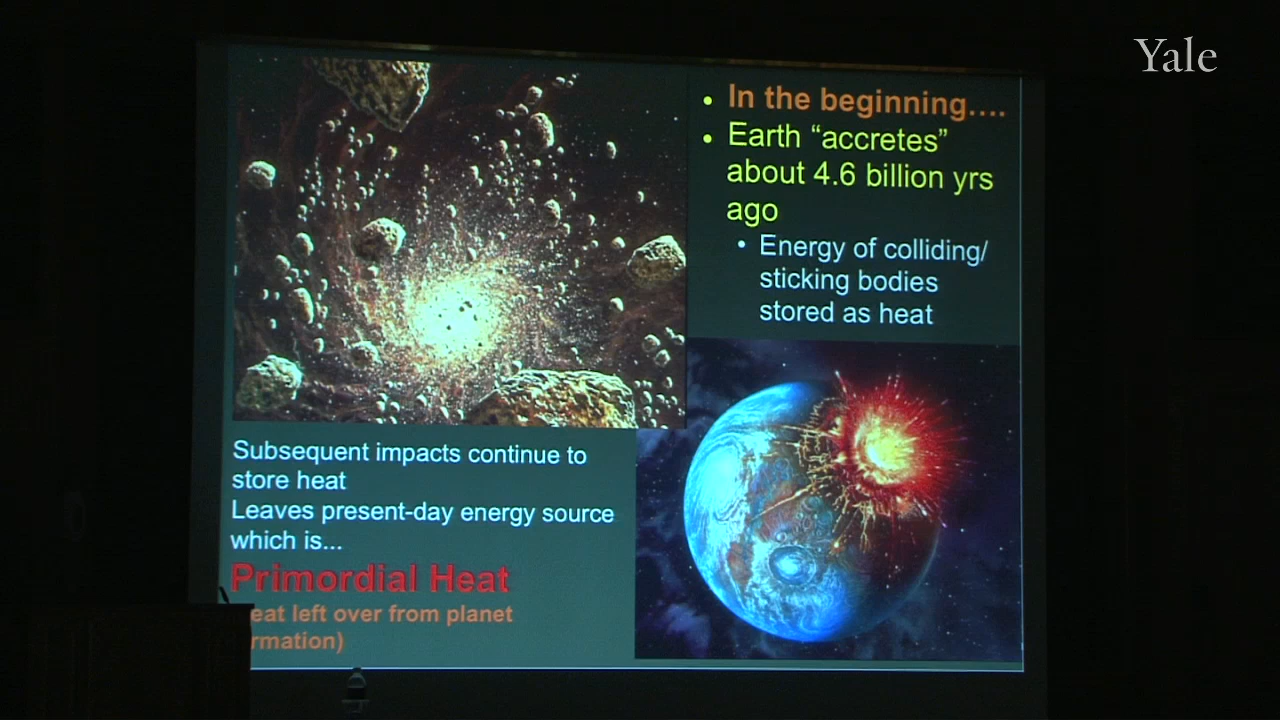 Yale
• In the beginning....
• Earth “accretes”
about 4.6 billion yrs
ago
• Energy of colliding/
sticking bodies
stored as heat
Subsequent impacts continue to
store heat
Leaves present-day energy source
which is...
Primordial Heat
eat left over from planet
rmation)